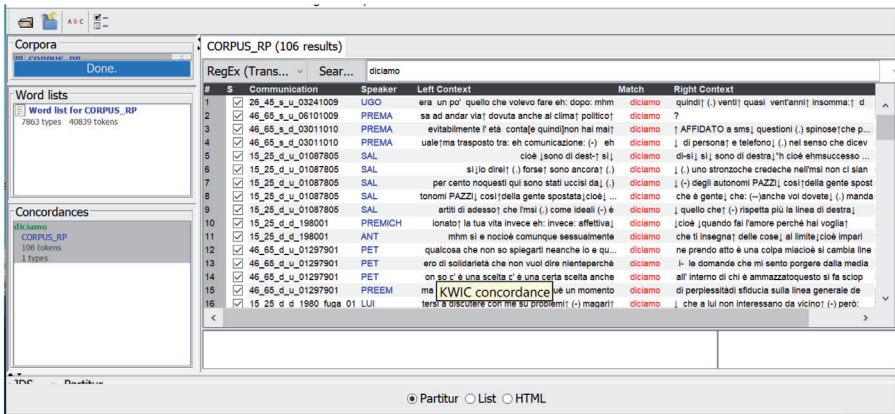 ABC
Corpora
CORPUS_RP
Done.
Word lists
Word list for CORPUS_RP
7863 types 40839 tokens
Concordances
diciamo
CORPUS_RP
106 tokens
1 types
CORPUS_RP (106 results)
RegEx (Trans... Sear... diciamo
# S Communication Speaker Left Context Match Right Context
1 26_45_s_u_03241009 UGO era un po' quello che volevo fare eh: dopo: mhm diciamo quindi↑ (.) venti↑ quasi vent'anni↑ insomma:↑ d
2 46_65_s_u_06101009 PREMA sa ad andar via↑ dovuta anche al clima↑ politico↑ diciamo ?
3 46_65_s_d_03011010 PREMA evitabilmente l' età conta[e quindi]non hai mai↑ diciamo ↑ AFFIDATO a sms↓ questioni (.) spinose↑che p...
4 46_65_s_d_03011010 PREMA uale↑ma trasposto tra: eh comunicazione: (-) eh diciamo ↓ di persona↑ e telefono↓ (.) nel senso che dicev
5 15_25_d_u_01087805 SAL cioè ↓sono di dest-↑ sì↓ diciamo di-sì↓ sì↓ sono di destra↓°h cioè ehmsuccesso ...
6 15_25_d_u_01087805 SAL sì↓io direi↑ (.) forse↑ sono ancora↑ (.) diciamo ↓ (.) uno stronzoche credeche nell'msi non ci sian
7 15_25_d_u_01087805 SAL per cento noquesti qui sono stati uccisi da↓ (.) diciamo ↓ (-) degli autonomi PAZZI↓ così↑della gente spost
8 15_25_d_u_01087805 SAL tonomi PAZZI↓ così↑della gente spostata↓cioè↓ ... diciamo che è gente↓ che: (--)anche voi dovete↓ (.) manda
9 15_25_d_u_01087805 SAL artiti di adesso↑ che l'msi (.) come ideali (-) è diciamo ↓ quello che↑ (-) rispetta più la linea di destra↓
10 15_25_d_d_198001 PREMICH ionato↑ la tua vita invece eh: invece: affettiva↓ diciamo ↓cioè ↓quando fai l'amore perché hai voglia↑
11 15_25_d_d_198001 ANT mhm sì e nocioè comunque sessualmente diciamo che ti insegna↑ delle cose↓ al limite↓cioè impari
12 46_65_d_u_01297901 PET qualcosa che non so spiegarti neanche io e qu... diciamo ne prendo atto è una colpa miacioè si cambia line
13 46_65_d_u_01297901 PET ero di solidarietà che non vuol dire nienteperché diciamo l- le domande che mi sento porgere dalla media
14 46_65_d_u_01297901 PET on so c' è una scelta c' è una certa scelta anche diciamo all' interno di chi è ammazzatoquesto si fa sciop
15 46_65_d_u_01297901 PREEM ma ué un momento diciamo di perplessitàdi sfiducia sulla linea generale de
16 15_25_d_d_1980_fuga_01 LUI tersi a discutere con me su problemi↑ (-) magari↑ diciamo ↓ che a lui non interessano da vicino↑ (-) però:
KWIC concordance
Partitur List HTML